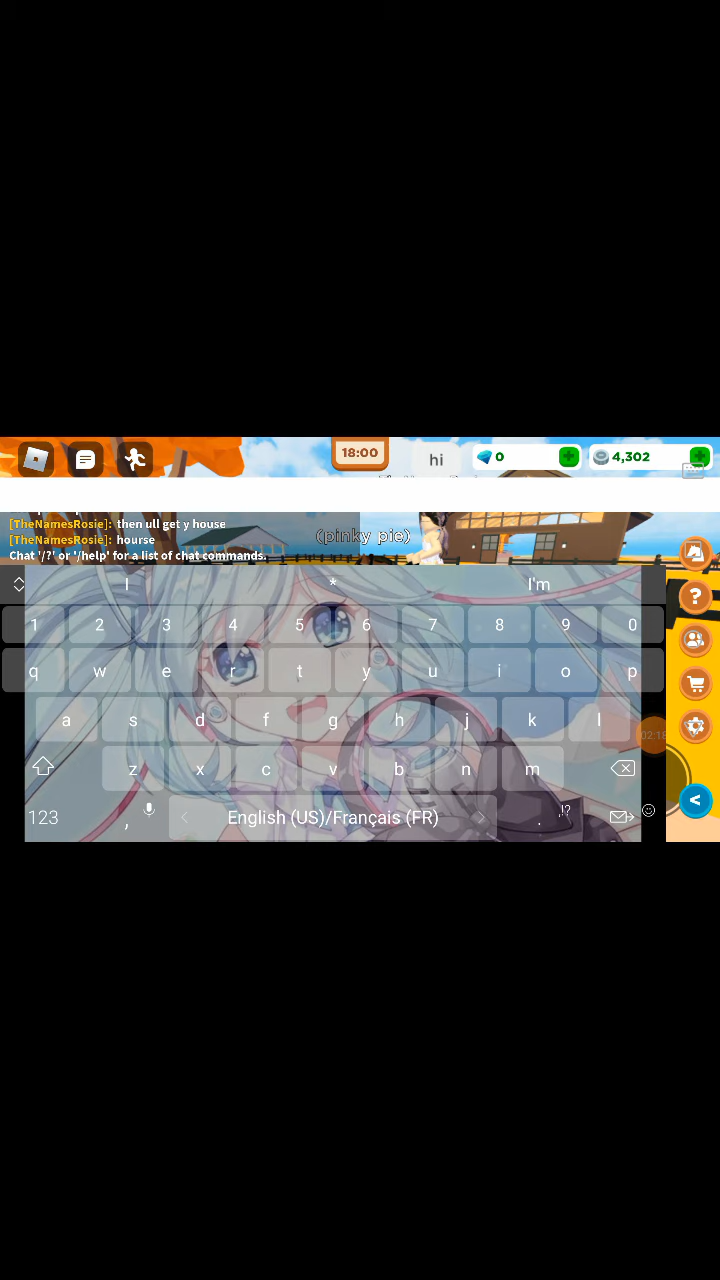 18:00
hi
0
4,302
[TheNamesRosie]: then ull get y house
[TheNamesRosie]: hourse
Chat '/?' or '/help' for a list of chat commands.
(pinky pie)
I * I'm
1 2 3 4 5 6 7 8 9 0
q w e r t y u i o p
a s d f g h j k l
z x c v b n m
123 , English (US)/Français (FR) . ,!?
?
02:18
<